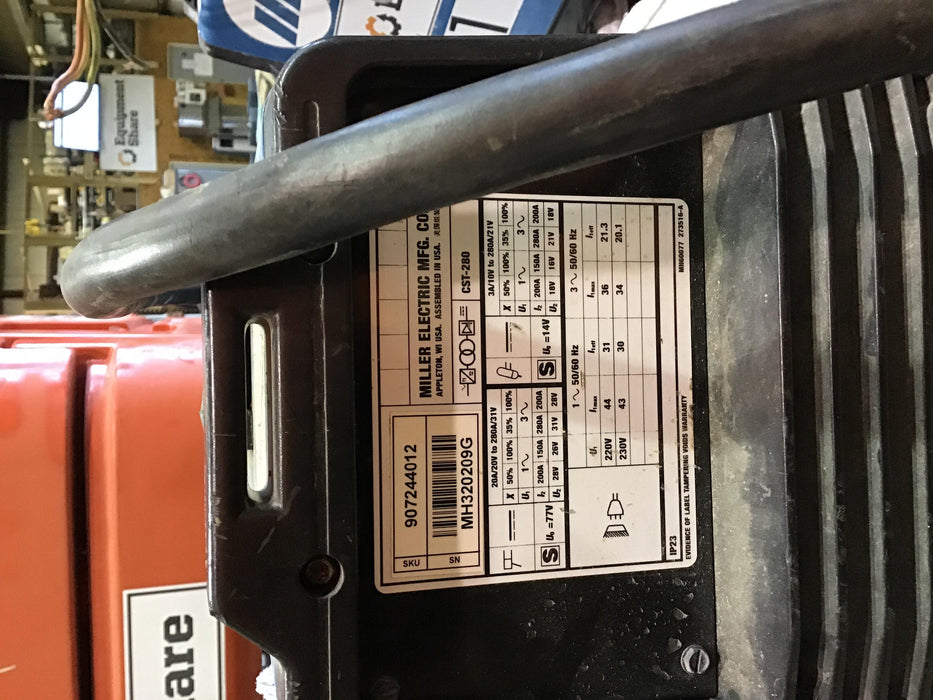 Equipment
Share
1
SKU
907244012
SN
MH320209G
MILLER ELECTRIC MFG. CO.
APPLETON, WI USA. ASSEMBLED IN USA.
CST-280
20A/20V to 280A/31V
X 50% 100% 35% 100%
U₁ 1∼ 3∼
I₂ 200A 150A 280A 200A
U₂ 28V 26V 31V 28V
S U₀ =77V
3A/10V to 280A/21V
X 50% 100% 35% 100%
U₁ 1∼ 3∼
I₂ 200A 150A 280A 200A
U₂ 18V 16V 21V 18V
S U₀ =14V
1∼ 50/60 Hz 3∼ 50/60 Hz
U₁ I₁max I₁eff I₁max I₁eff
220V 44 31 36 21.3
230V 43 30 34 20.1
IP23
MH60077 273516-A
EVIDENCE OF LABEL TAMPERING VOIDS WARRANTY
are